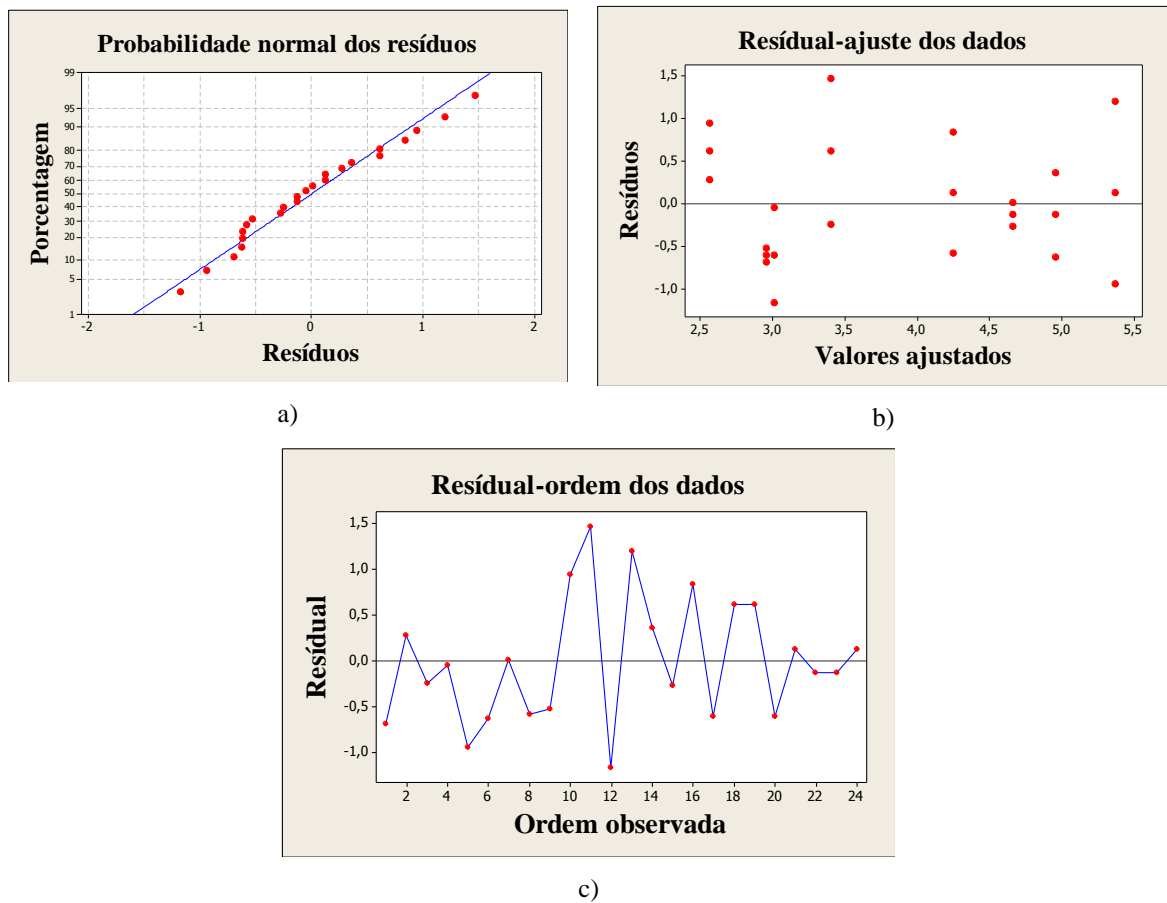 Probabilidade normal dos resíduos
Porcentagem
99
95
90
80
70
60
50
40
30
20
10
5
1
-2 -1 0 1 2
Resíduos
a)
Resídual-ajuste dos dados
Resíduos
1,5
1,0
0,5
0,0
-0,5
-1,0
2,5 3,0 3,5 4,0 4,5 5,0 5,5
Valores ajustados
b)
Resídual-ordem dos dados
Resídual
1,5
1,0
0,5
0,0
-0,5
-1,0
2 4 6 8 10 12 14 16 18 20 22 24
Ordem observada
c)